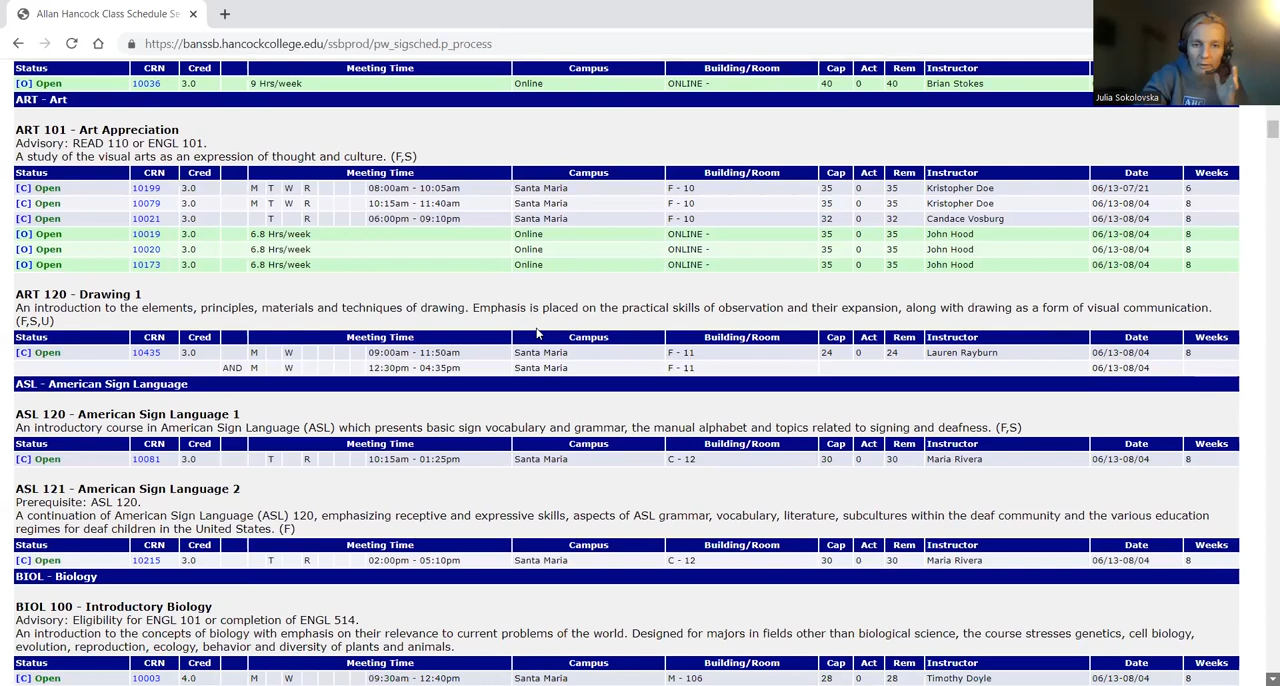 Allan Hancock Class Schedule Se
https://banssb.hancockcollege.edu/ssbprod/pw_sigsched.p_process
Julia Sokolovska
Status CRN Cred Meeting Time Campus Building/Room Cap Act Rem Instructor
[O] Open 10036 3.0 9 Hrs/week Online ONLINE - 40 0 40 Brian Stokes
ART - Art
ART 101 - Art Appreciation
Advisory: READ 110 or ENGL 101.
A study of the visual arts as an expression of thought and culture. (F,S)
Status CRN Cred Meeting Time Campus Building/Room Cap Act Rem Instructor Date Weeks
[C] Open 10199 3.0 M T W R 08:00am - 10:05am Santa Maria F - 10 35 0 35 Kristopher Doe 06/13-07/21 6
[C] Open 10079 3.0 M T W R 10:15am - 11:40am Santa Maria F - 10 35 0 35 Kristopher Doe 06/13-08/04 8
[C] Open 10021 3.0 T R 06:00pm - 09:10pm Santa Maria F - 10 32 0 32 Candace Vosburg 06/13-08/04 8
[O] Open 10019 3.0 6.8 Hrs/week Online ONLINE - 35 0 35 John Hood 06/13-08/04 8
[O] Open 10020 3.0 6.8 Hrs/week Online ONLINE - 35 0 35 John Hood 06/13-08/04 8
[O] Open 10173 3.0 6.8 Hrs/week Online ONLINE - 35 0 35 John Hood 06/13-08/04 8
ART 120 - Drawing 1
An introduction to the elements, principles, materials and techniques of drawing. Emphasis is placed on the practical skills of observation and their expansion, along with drawing as a form of visual communication.
(F,S,U)
Status CRN Cred Meeting Time Campus Building/Room Cap Act Rem Instructor Date Weeks
[C] Open 10435 3.0 M W 09:00am - 11:50am Santa Maria F - 11 24 0 24 Lauren Rayburn 06/13-08/04 8
AND M W 12:30pm - 04:35pm Santa Maria F - 11 06/13-08/04
ASL - American Sign Language
ASL 120 - American Sign Language 1
An introductory course in American Sign Language (ASL) which presents basic sign vocabulary and grammar, the manual alphabet and topics related to signing and deafness. (F,S)
Status CRN Cred Meeting Time Campus Building/Room Cap Act Rem Instructor Date Weeks
[C] Open 10081 3.0 T R 10:15am - 01:25pm Santa Maria C - 12 30 0 30 Maria Rivera 06/13-08/04 8
ASL 121 - American Sign Language 2
Prerequisite: ASL 120.
A continuation of American Sign Language (ASL) 120, emphasizing receptive and expressive skills, aspects of ASL grammar, vocabulary, literature, subcultures within the deaf community and the various education
regimes for deaf children in the United States. (F)
Status CRN Cred Meeting Time Campus Building/Room Cap Act Rem Instructor Date Weeks
[C] Open 10215 3.0 T R 02:00pm - 05:10pm Santa Maria C - 12 30 0 30 Maria Rivera 06/13-08/04 8
BIOL - Biology
BIOL 100 - Introductory Biology
Advisory: Eligibility for ENGL 101 or completion of ENGL 514.
An introduction to the concepts of biology with emphasis on their relevance to current problems of the world. Designed for majors in fields other than biological science, the course stresses genetics, cell biology,
evolution, reproduction, ecology, behavior and diversity of plants and animals.
Status CRN Cred Meeting Time Campus Building/Room Cap Act Rem Instructor Date Weeks
[C] Open 10003 4.0 M W 09:30am - 12:40pm Santa Maria M - 106 28 0 28 Timothy Doyle 06/13-08/04 8